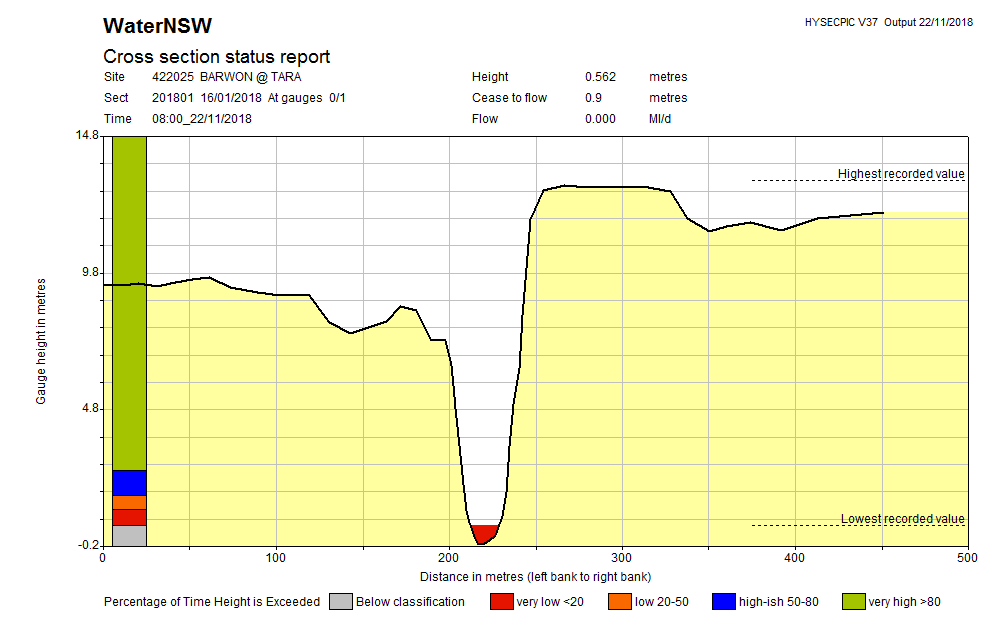 WaterNSW
HYSECPIC V37 Output 22/11/2018
Cross section status report
Site 422025 BARWON @ TARA Height 0.562 metres
Sect 201801 16/01/2018 At gauges 0/1 Cease to flow 0.9 metres
Time 08:00_22/11/2018 Flow 0.000 Ml/d
14.8
Highest recorded value
9.8
Gauge height in metres
4.8
Lowest recorded value
-0.2
0 100 200 300 400 500
Distance in metres (left bank to right bank)
Percentage of Time Height is Exceeded Below classification very low <20 low 20-50 high-ish 50-80 very high >80